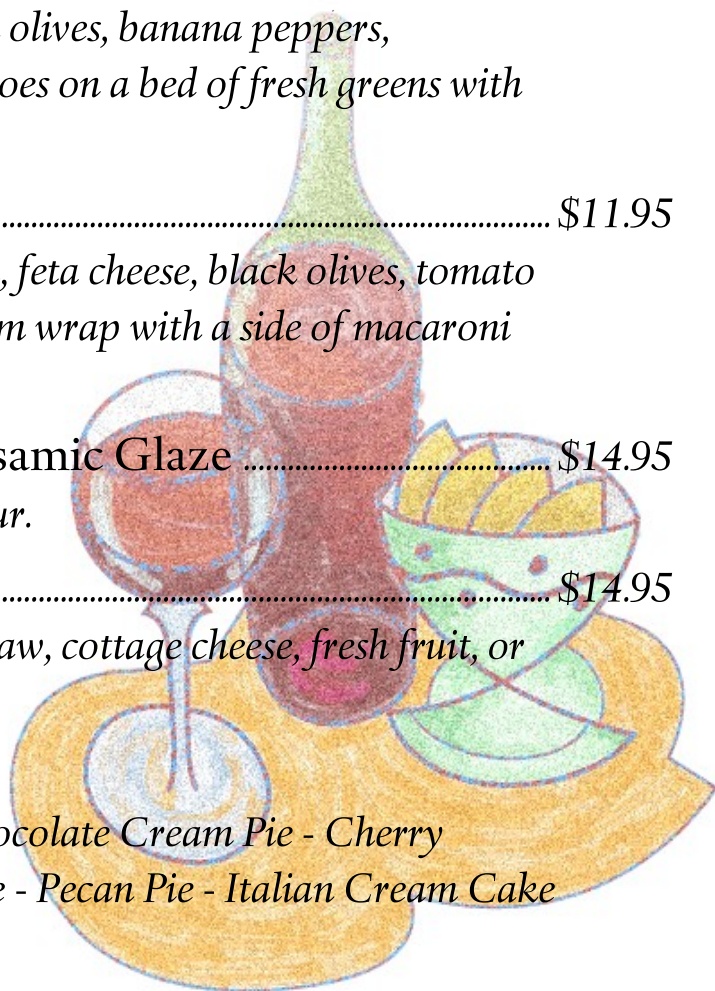 olives, banana peppers,
oes on a bed of fresh greens with
$11.95
, feta cheese, black olives, tomato
m wrap with a side of macaroni
samic Glaze ........................................................ $14.95
ur.
$14.95
aw, cottage cheese, fresh fruit, or
ocolate Cream Pie - Cherry
e - Pecan Pie - Italian Cream Cake